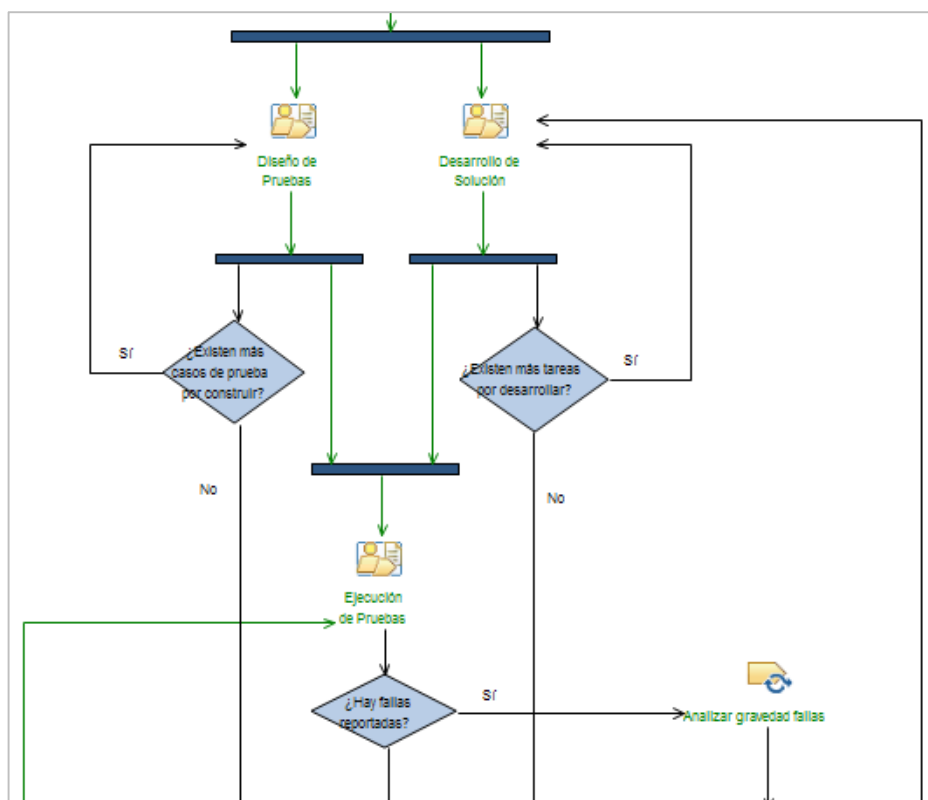 Diseño de
Pruebas
Desarrollo de
Solución
Sí
¿Existen más
casos de prueba
por construir?
¿Existen más tareas
por desarrollar?
Sí
No
No
Ejecución
de Pruebas
¿Hay fallas
reportadas?
Sí
Analizar gravedad fallas